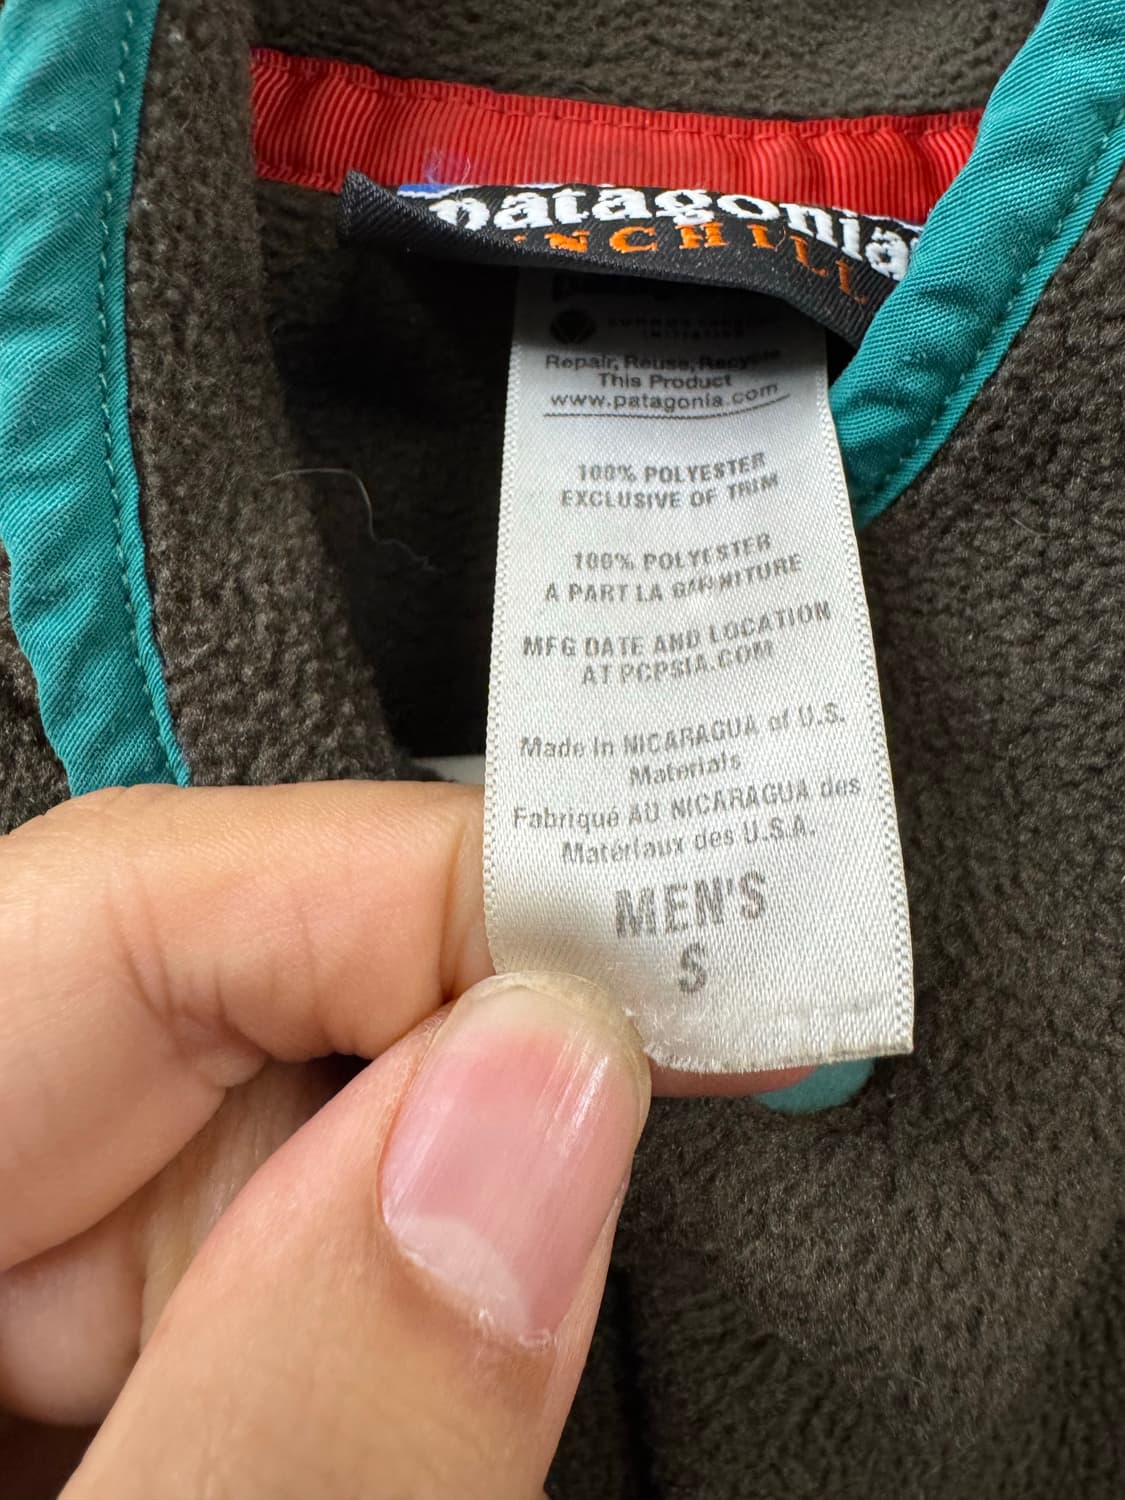 patagonia
NCHILL
Repair, Reuse, Recycle
This Product
www.patagonia.com
100% POLYESTER
EXCLUSIVE OF TRIM
100% POLYESTER
A PART LA GARNITURE
MFG DATE AND LOCATION
AT PCPSIA.COM
Made In NICARAGUA of U.S.
Materials
Fabriqué AU NICARAGUA des
Matériaux des U.S.A.
MEN'S
S